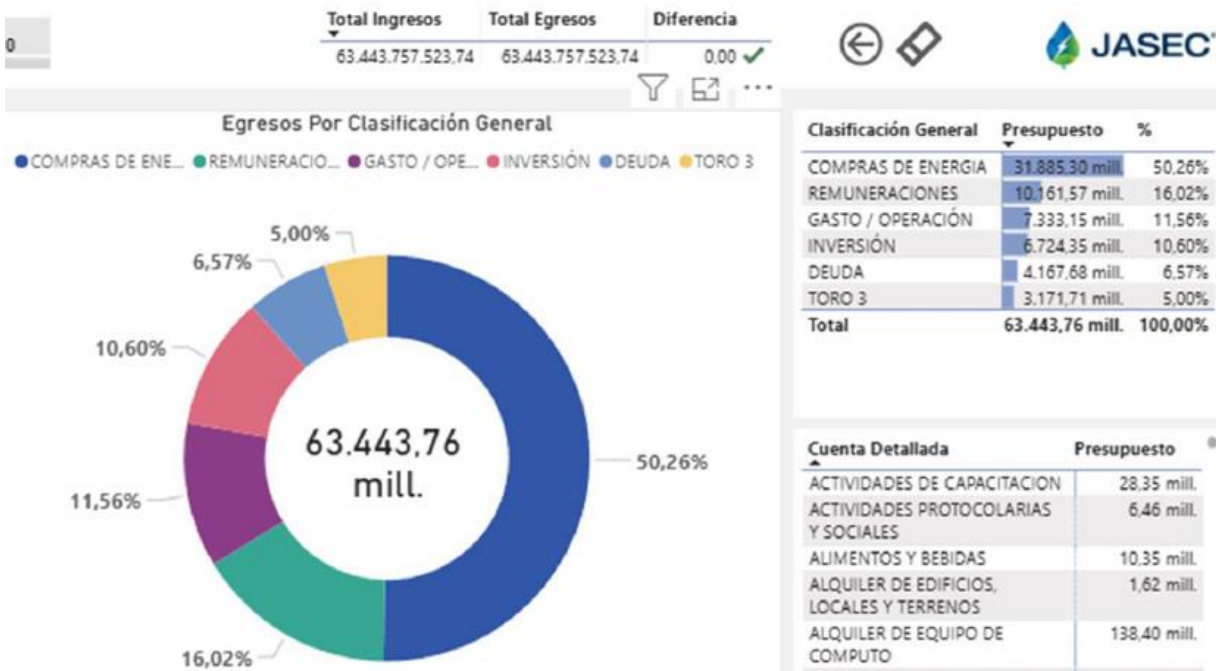 0
Total Ingresos Total Egresos Diferencia
63.443.757.523,74 63.443.757.523,74 0,00
JASEC
Egresos Por Clasificación General
COMPRAS DE ENE... REMUNERACIO... GASTO / OPE... INVERSIÓN DEUDA TORO 3
5,00%
6,57%
10,60%
11,56%
16,02%
50,26%
63.443,76
mill.
Clasificación General Presupuesto %
COMPRAS DE ENERGIA 31.885,30 mill. 50,26%
REMUNERACIONES 10.161,57 mill. 16,02%
GASTO / OPERACIÓN 7.333,15 mill. 11,56%
INVERSIÓN 6.724,35 mill. 10,60%
DEUDA 4.167,68 mill. 6,57%
TORO 3 3.171,71 mill. 5,00%
Total 63.443,76 mill. 100,00%
Cuenta Detallada Presupuesto
ACTIVIDADES DE CAPACITACION 28,35 mill.
ACTIVIDADES PROTOCOLARIAS 6,46 mill.
Y SOCIALES
ALIMENTOS Y BEBIDAS 10,35 mill.
ALQUILER DE EDIFICIOS, 1,62 mill.
LOCALES Y TERRENOS
ALQUILER DE EQUIPO DE 138,40 mill.
COMPUTO